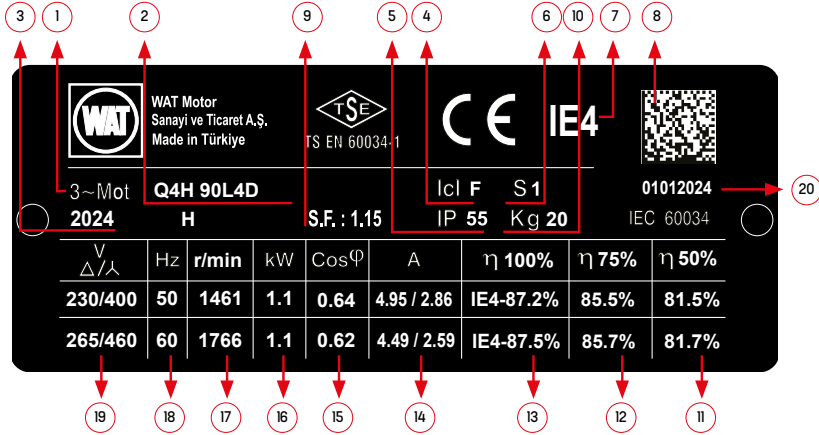 3 1 2 9 5 4 6 10 7 8
WAT
WAT Motor
Sanayi ve Ticaret A,Ş.
Made in Türkiye
TSE
TS EN 60034-1
CE IE4
3~Mot Q4H 90L4D Icl F S 1 01012024
20
2024 H S.F. : 1.15 IP 55 Kg 20 IEC 60034
V
Δ/⅄ Hz r/min kW Cosφ A η 100% η 75% η 50%
230/400 50 1461 1.1 0.64 4.95 / 2.86 IE4-87.2% 85.5% 81.5%
265/460 60 1766 1.1 0.62 4.49 / 2.59 IE4-87.5% 85.7% 81.7%
19 18 17 16 15 14 13 12 11